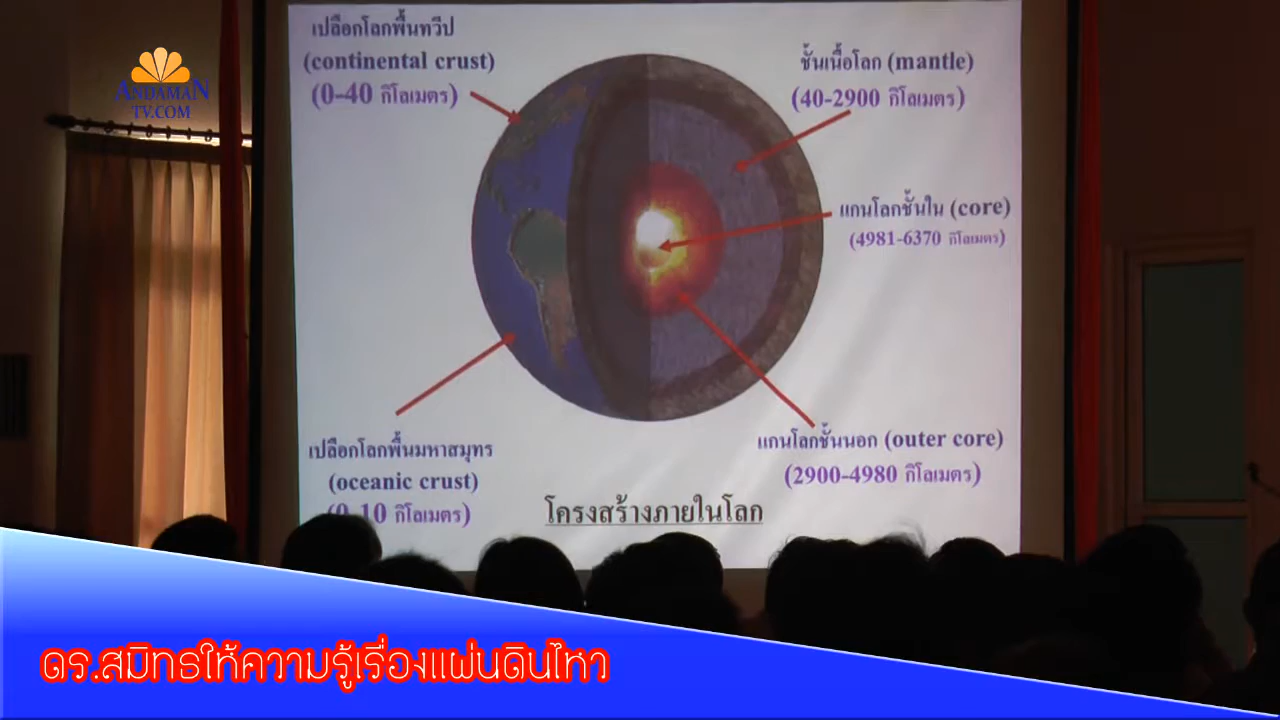 เปลือกโลกพื้นทวีป
(continental crust)
(0-40 กิโลเมตร)
ANDAMAN
TV.COM
ชั้นเนื้อโลก (mantle)
(40-2900 กิโลเมตร)
แกนโลกชั้นใน (core)
(4981-6370 กิโลเมตร)
แกนโลกชั้นนอก (outer core)
(2900-4980 กิโลเมตร)
เปลือกโลกพื้นมหาสมุทร
(oceanic crust)
(0-10 กิโลเมตร)
โครงสร้างภายในโลก
ดร.สมิทธให้ความรู้เรื่องแผ่นดินไหว